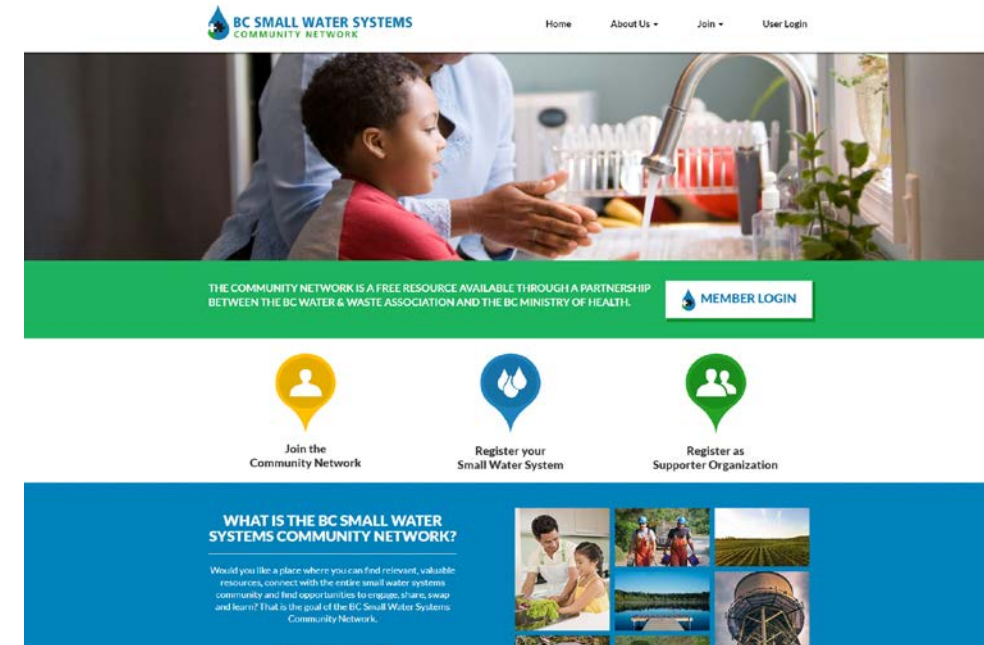 BC SMALL WATER SYSTEMS
COMMUNITY NETWORK
Home About Us Join User Login
THE COMMUNITY NETWORK IS A FREE RESOURCE AVAILABLE THROUGH A PARTNERSHIP
BETWEEN THE BC WATER & WASTE ASSOCIATION AND THE BC MINISTRY OF HEALTH.
MEMBER LOGIN
Join the
Community Network
Register your
Small Water System
Register as
Supporter Organization
WHAT IS THE BC SMALL WATER
SYSTEMS COMMUNITY NETWORK?
Would you like a place where you can find relevant, valuable
resources, connect with the entire small water systems
community and find opportunities to engage, share, swap
and learn? That is the goal of the BC Small Water Systems
Community Network.